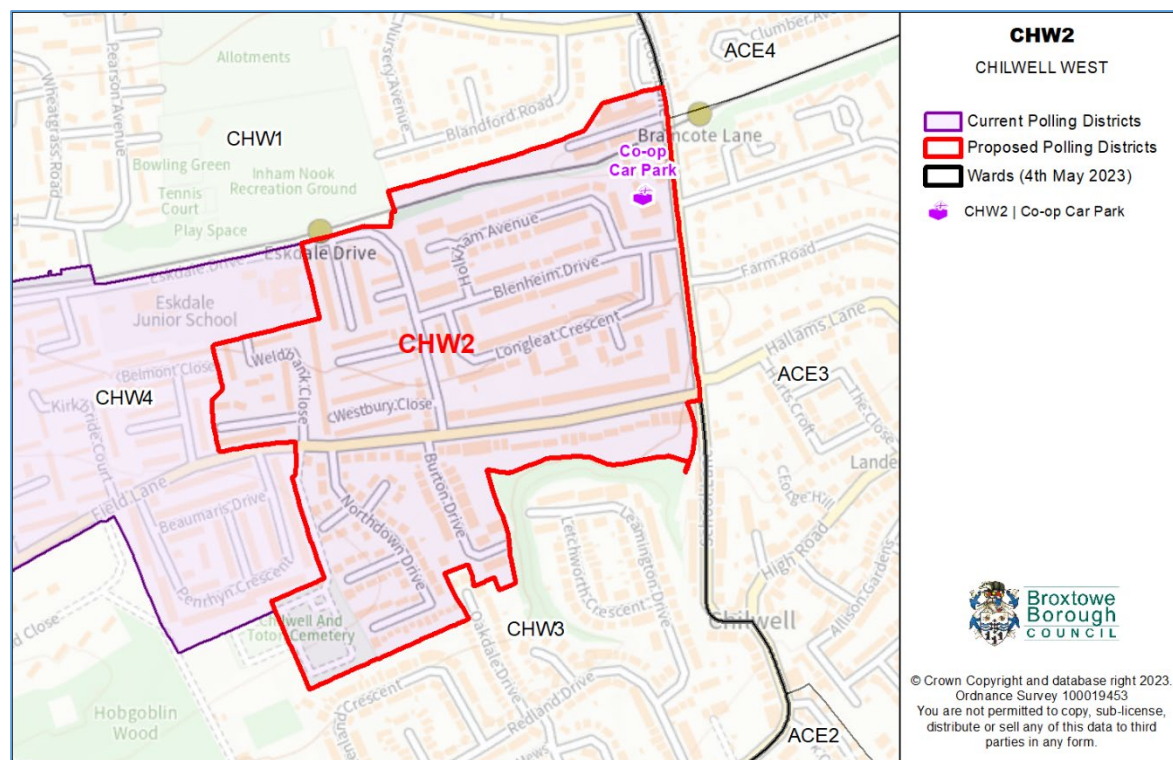 CHW2
CHILWELL WEST
Current Polling Districts
Proposed Polling Districts
Wards (4th May 2023)
CHW2 | Co-op Car Park
Broxtowe
Borough
COUNCIL
© Crown Copyright and database right 2023.
Ordnance Survey 100019453
You are not permitted to copy, sub-license,
distribute or sell any of this data to third
parties in any form.
ACE4
Clumber
Pearson Avenue
Wheatgrass Road
Allotments
Nursery Avenue
Blandford Road
CHW1
Bowling Green
Tennis
Court
Play Space
Inham Nook
Recreation Ground
Bramcote Lane
Co-op
Car Park
Eskdale Drive
Eskdale Drive
Eskdale
Junior School
Holkham Avenue
Blenheim Drive
Longleat Crescent
Farm Road
Hallams Lane
CHW2
Weldbank Close
Westbury Close
Belmont Close
CHW4
Kirkbride Court
ACE3
Hurts Croft
The Close
Field Lane
Beaumaris Drive
Penrhyn Crescent
Burton Drive
Northdown Drive
Forge Hill
High Road
Allison Gardens
Letchworth Crescent
Leamington Drive
Chilwell And
Toton Cemetery
CHW3
Chilwell
Oakdale Drive
Redland Drive
Hobgoblin
Wood
ACE2